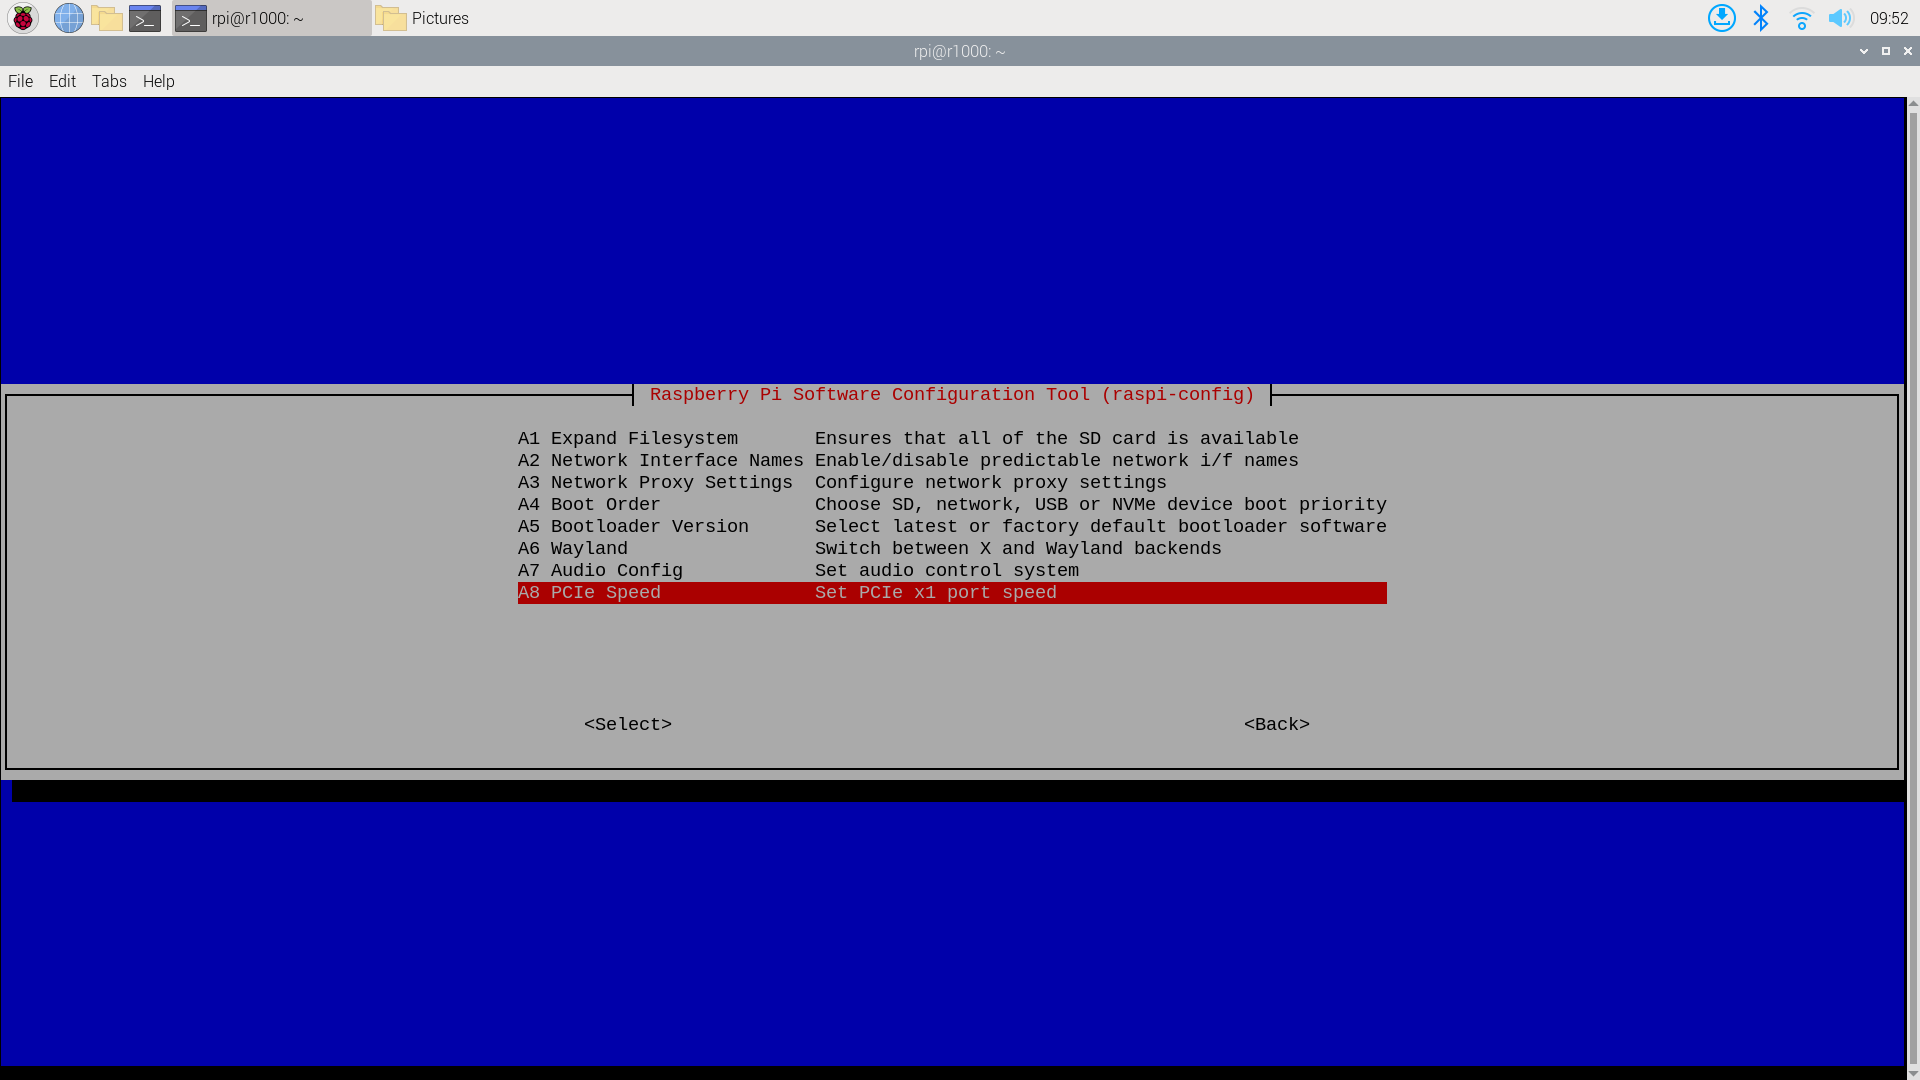 rpi@r1000: ~ Pictures 09:52
rpi@r1000: ~
File Edit Tabs Help
Raspberry Pi Software Configuration Tool (raspi-config)
A1 Expand Filesystem Ensures that all of the SD card is available
A2 Network Interface Names Enable/disable predictable network i/f names
A3 Network Proxy Settings Configure network proxy settings
A4 Boot Order Choose SD, network, USB or NVMe device boot priority
A5 Bootloader Version Select latest or factory default bootloader software
A6 Wayland Switch between X and Wayland backends
A7 Audio Config Set audio control system
A8 PCIe Speed Set PCIe x1 port speed
<Select> <Back>